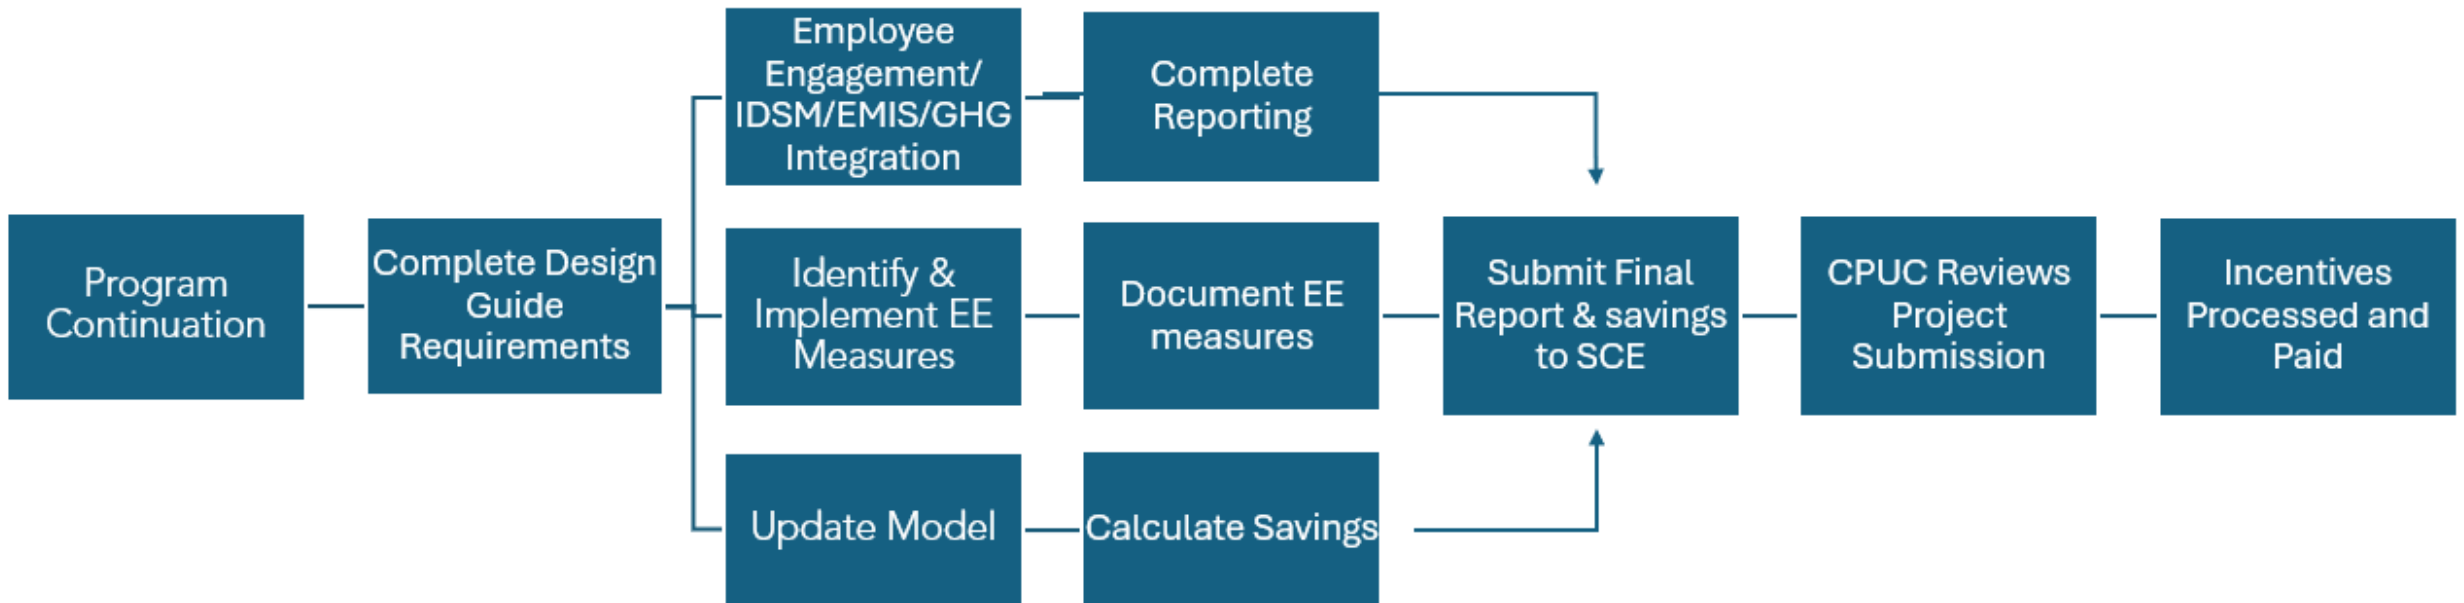 Program
Continuation
Complete Design
Guide
Requirements
Employee
Engagement/
IDSM/EMIS/GHG
Integration
Complete
Reporting
Identify &
Implement EE
Measures
Document EE
measures
Update Model
Calculate Savings
Submit Final
Report & savings
to SCE
CPUC Reviews
Project
Submission
Incentives
Processed and
Paid